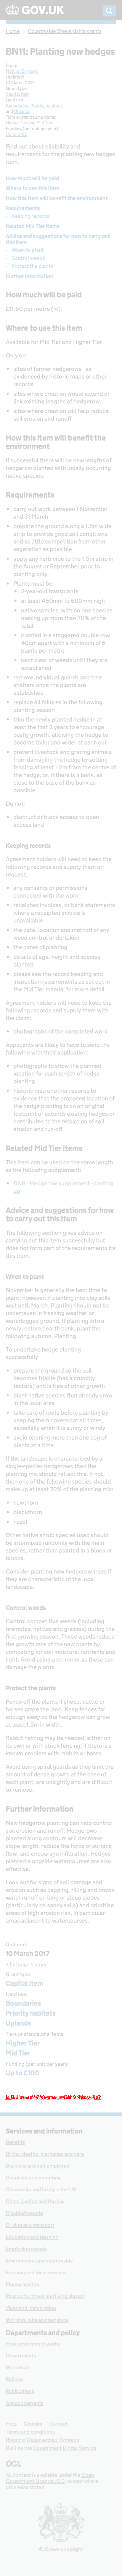 GOV.UK
Home Countryside Stewardship grants
BN11: Planting new hedges
From:
Natural England
Updated:
10 March 2017
Grant type:
Capital Item
Land use:
Boundaries, Priority habitats
and Uplands
Tiers or standalone items:
Higher Tier and Mid Tier
Funding (per unit per year):
Up to £100
Find out about eligibility and
requirements for the planting new hedges
item.
How much will be paid
Where to use this item
How this item will benefit the environment
Requirements
- Keeping records
Related Mid Tier Items
Advice and suggestions for how to carry out
this item
- When to plant
- Control weeds
- Protect the plants
Further information
How much will be paid
£11.60 per metre (m).
Where to use this item
Available for Mid Tier and Higher Tier
Only on:
• sites of former hedgerows - as
evidenced by historic maps or other
records
• sites where creation would extend or
link existing lengths of hedgerow
• sites where creation will help reduce
soil erosion and runoff
How this item will benefit the
environment
If successful there will be new lengths of
hedgerow planted with locally occurring
native species.
Requirements
• carry out work between 1 November
and 31 March
• prepare the ground along a 1.5m wide
strip to provide soil conditions that
allow effective plant establishment and
limits competition with other
vegetation as possible
• apply any herbicide to the 1.5m strip in
the August or September prior to
planting only
• Plants must be:
• 2-year-old transplants
• at least 450mm to 600mm high
• native species, with no one species
making up more than 70% of the
total
• planted in a staggered double row
40cm apart with a minimum of 6
plants per metre
• kept clear of weeds until they are
established
• remove individual guards and tree
shelters once the plants are
established
• replace all failures in the following
planting season
• trim the newly planted hedge in at
least the first 2 years to encourage
bushy growth, allowing the hedge to
become taller and wider at each cut
• prevent livestock and grazing animals
from damaging the hedge by setting
fencing at least 1.2m from the centre of
the hedge, or, if there is a bank, as
close to the base of the bank as
possible
Do not:
• obstruct or block access to open
access land
Keeping records
Agreement holders will need to keep the
following records and supply them on
request:
• any consents or permissions
connected with the work
• receipted invoices, or bank statements
where a receipted invoice is
unavailable
• the date, location and method of any
weed control undertaken
• the dates of planting
• details of age, height and species
planted
• please see the record keeping and
inspection requirements as set out in the
Mid Tier manual for more detail.
Agreement holders will need to keep the
following records and supply them with
the claim:
• photographs of the completed work
Applicants are likely to have to send the
following with their application:
• photographs to show the planned
location for each length of hedge
planting
• historic map or other records to
evidence that the proposed location of
the hedge planting is on an original
boundary, or to extend or link existing
lengths of hedgerow, or that it
contributes to the reduction of soil
erosion and run-off
Related Mid Tier Items
This item can be used on the same length
as the following item:
• BN8 - Hedgerow supplement - casting
up
Advice and suggestions for how
to carry out this item
The following section gives advice on
carrying out this item successfully but
does not form part of the requirements for
this item.
When to plant
November is generally the best time to
plant; however, if planting into clay soils
wait until March. Planting should not be
undertaken in freezing weather or in
waterlogged conditions. If planting into a
newly created earth bank wait until the
following autumn. Planting.
To undertake hedge planting
successfully:
• prepare the ground so the soil
becomes friable (has a crumbly
texture) and is free of other growth
• plant dormant native species at once in
the local area
• take care of roots before planting by
keeping them covered at all times,
especially when it is sunny or windy
• avoid opening more than one bag of
plants at a time
If the landscape is characterised by a
single species hedgerows then the
planting mix should reflect this. If not,
then one of the following species should
make up at least 70% of the planting mix:
• hawthorn
• blackthorn
• hazel
Other native shrub species used should
be intermixed randomly with the main
species, rather than planted in a block or
blocks.
Consider planting new hedgerow trees if
they are characteristic of the local
landscape.
Control weeds
Control competitive weeds (including
brambles, nettles and grasses) during the
first growing seasons. These weeds reduce
the growth of the new plants by
competing for soil moisture, nutrients and
light. Avoid using a strimmer as these can
damage the plants.
Protect the plants
Fence off the plants if sheep, cattle or
horses graze the land. Keep fences far
enough away so the hedgerow can grow
at least 1.5m in width.
Rabbit netting may be needed, either on
its own or with stock fencing, if there is a
known problem with rabbits.
Avoid using spiral guards as they distort
the bushy growth needed at the base of
each plant, are unsightly and are difficult to
remove.
Further information
New hedgerow planting can help control
soil erosion and runoff. Hedgerows must
be planted along a contour to be most
effective. They should be located in areas
where runoff is a problem. Hedgerows
planted alongside watercourses are also
effective.
Look out for signs of soil damage and
erosion such as capping, rilling and brown
water close to watercourses. This is
particularly common on sandy and silty
soils or fields that slope in areas with
particularly intense rainfall or adjacent
watercourses.
Updated:
10 March 2017
+ full page history
Grant type:
Capital Item
Land use:
Boundaries
Priority habitats
Uplands
Tiers or standalone items:
Higher Tier
Mid Tier
Funding (per unit per year):
Up to £100
Services and information
Benefits
Births, deaths, marriages and care
Business and self-employed
Childcare and parenting
Citizenship and living in the UK
Crime, justice and the law
Disabled people
Driving and transport
Education and learning
Employing people
Environment and countryside
Housing and local services
Money and tax
Passports, travel and living abroad
Visas and immigration
Working, jobs and pensions
Departments and policy
How government works
Departments
Worldwide
Policies
Publications
Announcements
Help Cookies Contact
Terms and conditions
Rhestr o Wasanaethau Cymraeg
Built by the Government Digital Service
OGL
All content is available under the Open
Government Licence v3.0, except where
otherwise stated
© Crown copyright